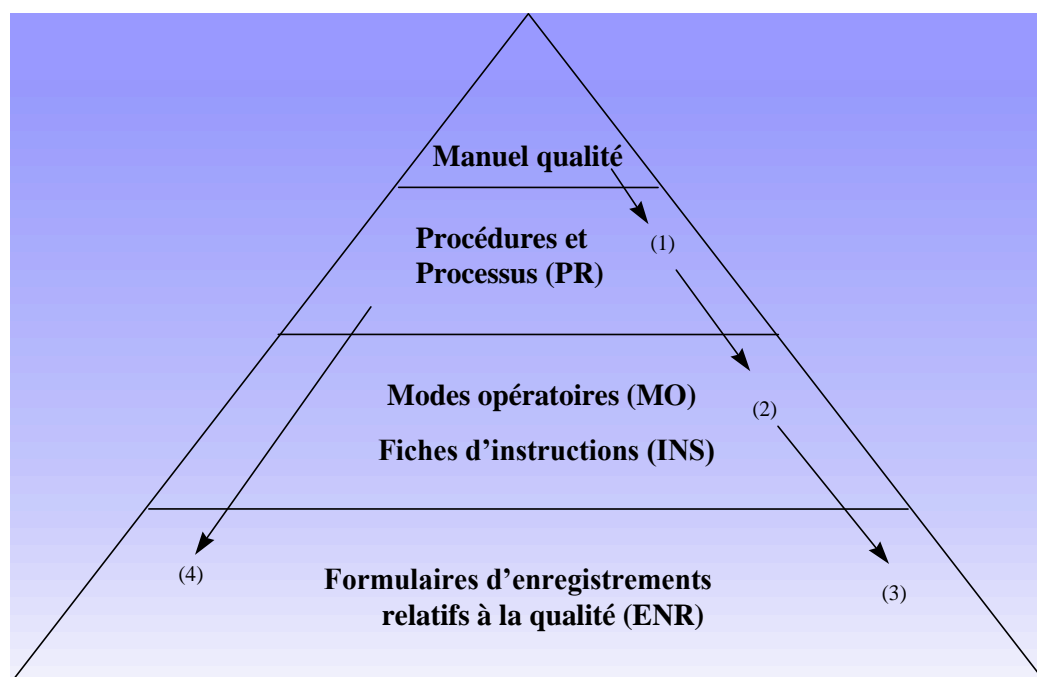 Manuel qualité
(1)
Procédures et
Processus (PR)
Modes opératoires (MO)
(2)
Fiches d’instructions (INS)
(4)
Formulaires d’enregistrements
(3)
relatifs à la qualité (ENR)